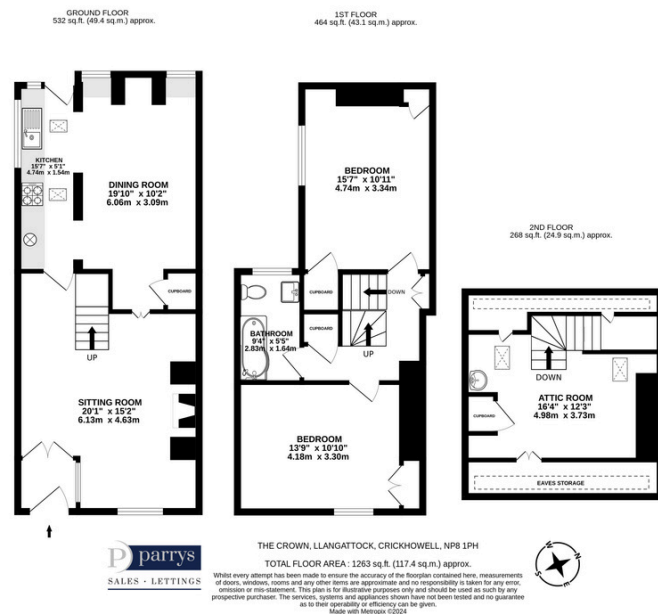 GROUND FLOOR
532 sq.ft. (49.4 sq.m.) approx.
1ST FLOOR
464 sq.ft. (43.1 sq.m.) approx.
KITCHEN
15'7" x 5'1"
4.74m x 1.54m
DINING ROOM
19'10" x 10'2"
6.06m x 3.09m
CUPBOARD
UP
SITTING ROOM
20'1" x 15'2"
6.13m x 4.63m
BEDROOM
15'7" x 10'11"
4.74m x 3.34m
CUPBOARD
DOWN
CUPBOARD
BATHROOM
9'4" x 5'5"
2.83m x 1.64m
UP
BEDROOM
13'9" x 10'10"
4.18m x 3.30m
2ND FLOOR
268 sq.ft. (24.9 sq.m.) approx.
DOWN
ATTIC ROOM
16'4" x 12'3"
4.98m x 3.73m
CUPBOARD
EAVES STORAGE
P parrys
SALES · LETTINGS
THE CROWN, LLANGATTOCK, CRICKHOWELL, NP8 1PH
TOTAL FLOOR AREA : 1263 sq.ft. (117.4 sq.m.) approx.
Whilst every attempt has been made to ensure the accuracy of the floorplan contained here, measurements
of doors, windows, rooms and any other items are approximate and no responsibility is taken for any error,
omission or mis-statement. This plan is for illustrative purposes only and should be used as such by any
prospective purchaser. The services, systems and appliances shown have not been tested and no guarantee
as to their operability or efficiency can be given.
Made with Metropix ©2024
N
E
S
W